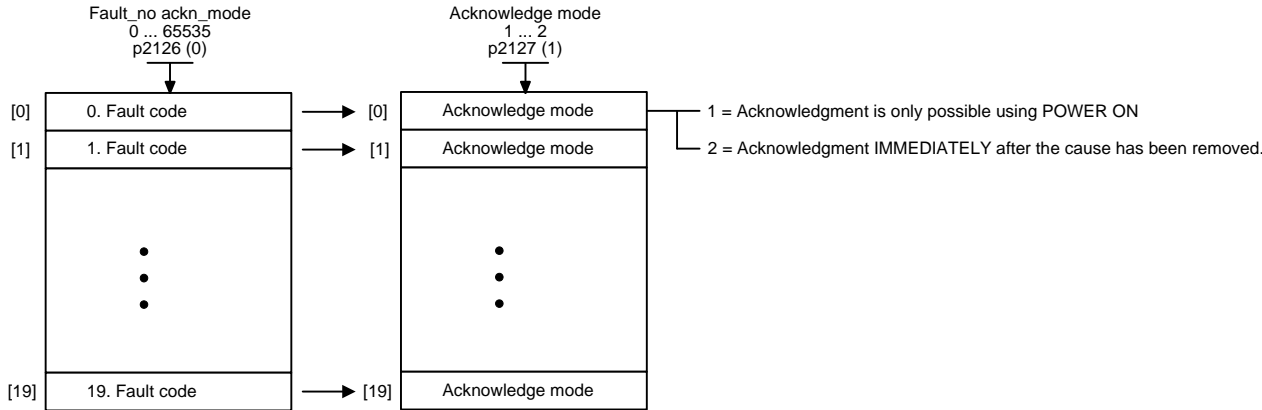 Fault_no ackn_mode
0 ... 65535
p2126 (0)
Acknowledge mode
1 ... 2
p2127 (1)
[0] 0. Fault code [0] Acknowledge mode 1 = Acknowledgment is only possible using POWER ON
[1] 1. Fault code [1] Acknowledge mode 2 = Acknowledgment IMMEDIATELY after the cause has been removed.
[19] 19. Fault code [19] Acknowledge mode